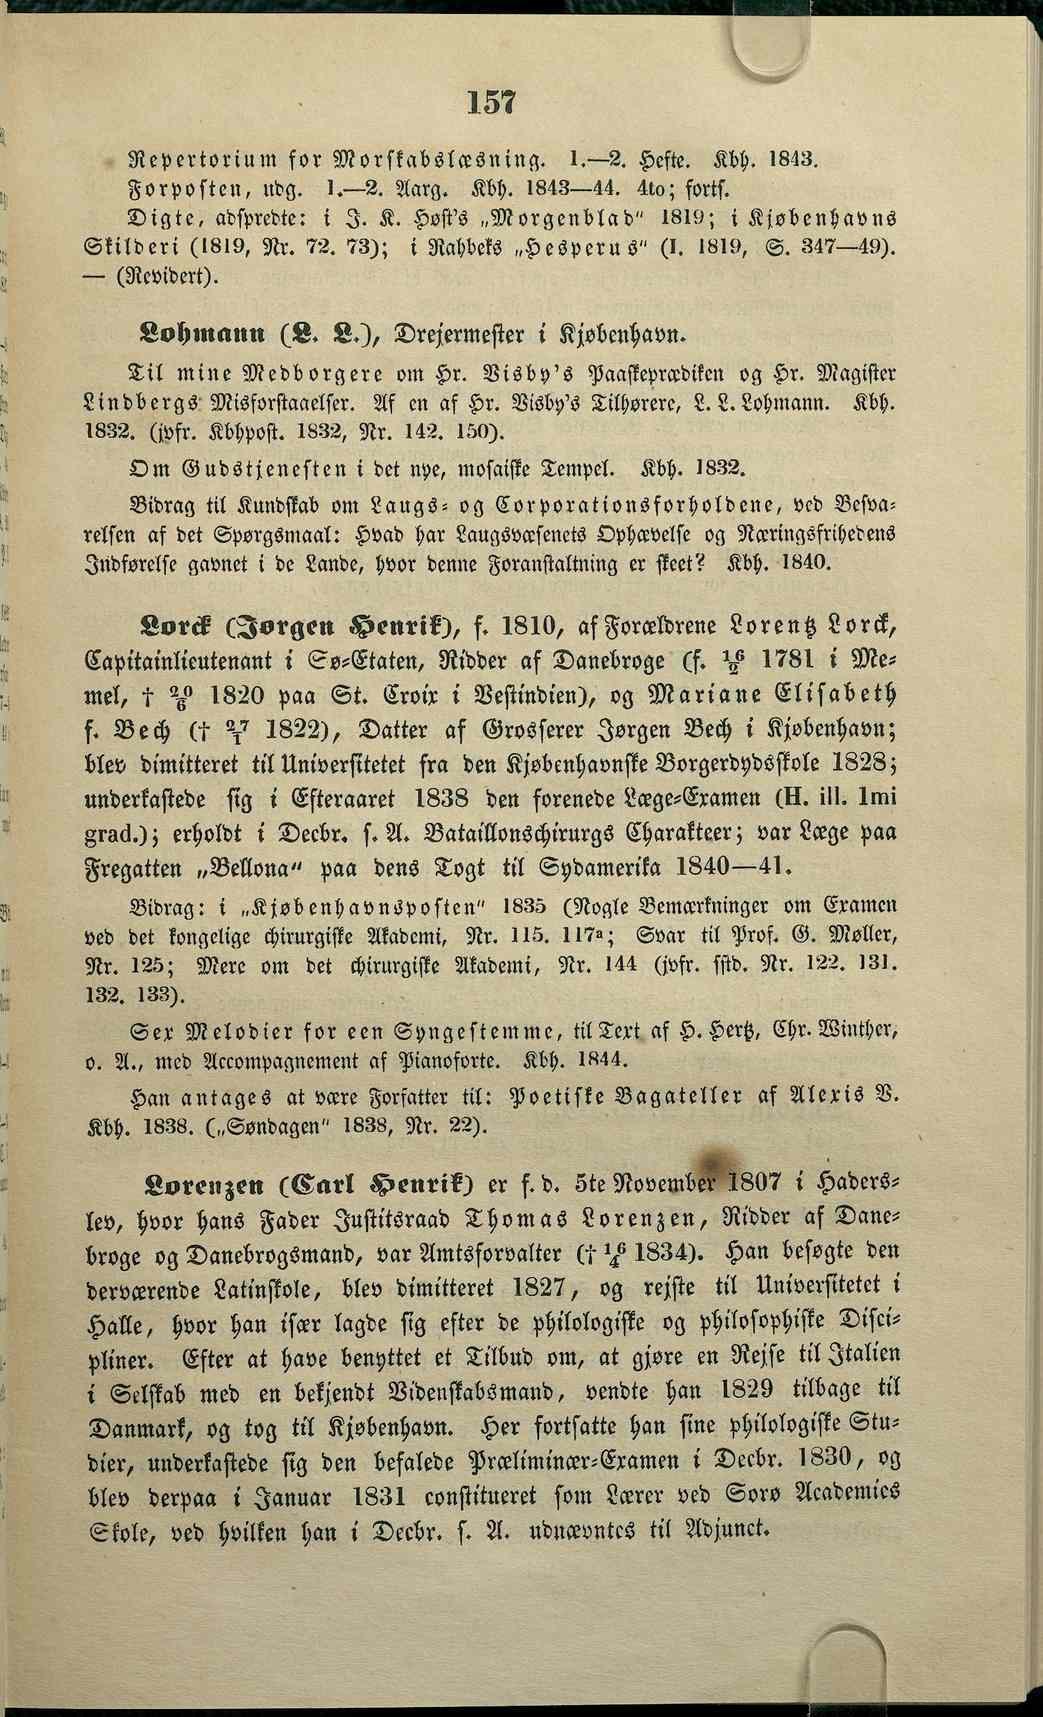 157
Repertorium for Morskabslæsning. 1.—2. Hefte. Kbh. 1843.
Forposten, udg. 1.—2. Aarg. Kbh. 1843—44. 4to; forts.
Digte, adspredte: i J. K. Høst's „Morgenblad“ 1819; i Kjøbenhavns
Skilderi (1819, Nr. 72. 73); i Rahbeks „Hesperus“ (I. 1819, S. 347—49).
— (Revidert).
Lohmann (L. L.), Drejermester i Kjøbenhavn.
Til mine Medborgere om Hr. Visby's Paaskeprædiken og Hr. Magister
Lindbergs Misforstaaelser. Af en af Hr. Visby's Tilhørere, L. L. Lohmann. Kbh.
1832. (jvfr. Kbhpost. 1832, Nr. 142. 150).
Om Gudstjenesten i det nye, mosaiske Tempel. Kbh. 1832.
Bidrag til Kundskab om Laugs- og Corporationsforholdene, ved Besva-
relsen af det Spørgsmaal: Hvad har Laugsvæsenets Ophævelse og Næringsfrihedens
Indførelse gavnet i de Lande, hvor denne Foranstaltning er skeet? Kbh. 1840.
Lorck (Jørgen Henrik), f. 1810, af Forældrene Lorentz Lorck,
Capitainlieutenant i Sø-Etaten, Ridder af Danebroge (f. 16/2 1781 i Me-
mel, † 20/6 1820 paa St. Croix i Vestindien), og Mariane Elisabeth
f. Bech († 27/1 1822), Datter af Grosserer Jørgen Bech i Kjøbenhavn;
blev dimitteret til Universitetet fra den Kjøbenhavnske Borgerdydsskole 1828;
underkastede sig i Efteraaret 1838 den forenede Læge-Examen (H. ill. 1mi
grad.); erholdt i Decbr. s. A. Bataillonschirurgs Charakteer; var Læge paa
Fregatten „Bellona“ paa dens Togt til Sydamerika 1840—41.
Bidrag: i „Kjøbenhavnsposten“ 1835 (Nogle Bemærkninger om Examen
ved det kongelige chirurgiske Akademi, Nr. 115. 117a; Svar til Prof. G. Møller,
Nr. 125; Mere om det chirurgiske Akademi, Nr. 144 (jvfr. sstd. Nr. 122. 131.
132. 133).
Sex Melodier for een Syngestemme, til Text af H. Hertz, Chr. Winther,
o. A., med Accompagnement af Pianoforte. Kbh. 1844.
Han antages at være Forfatter til: Poetiske Bagateller af Alexis V.
Kbh. 1838. („Søndagen“ 1838, Nr. 22).
Lorenzen (Carl Henrik) er f. d. 5te November 1807 i Haders-
lev, hvor hans Fader Justitsraad Thomas Lorenzen, Ridder af Dane-
broge og Danebrogsmand, var Amtsforvalter († 16/4 1834). Han besøgte den
derværende Latinskole, blev dimitteret 1827, og rejste til Universitetet i
Halle, hvor han især lagde sig efter de philologiske og philosophiske Disci-
pliner. Efter at have benyttet et Tilbud om, at gjøre en Rejse til Italien
i Selskab med en bekjendt Videnskabsmand, vendte han 1829 tilbage til
Danmark, og tog til Kjøbenhavn. Her fortsatte han sine philologiske Stu-
dier, underkastede sig den befalede Præliminær-Examen i Decbr. 1830, og
blev derpaa i Januar 1831 constitueret som Lærer ved Sorø Academies
Skole, ved hvilken han i Decbr. s. A. udnævntes til Adjunct.